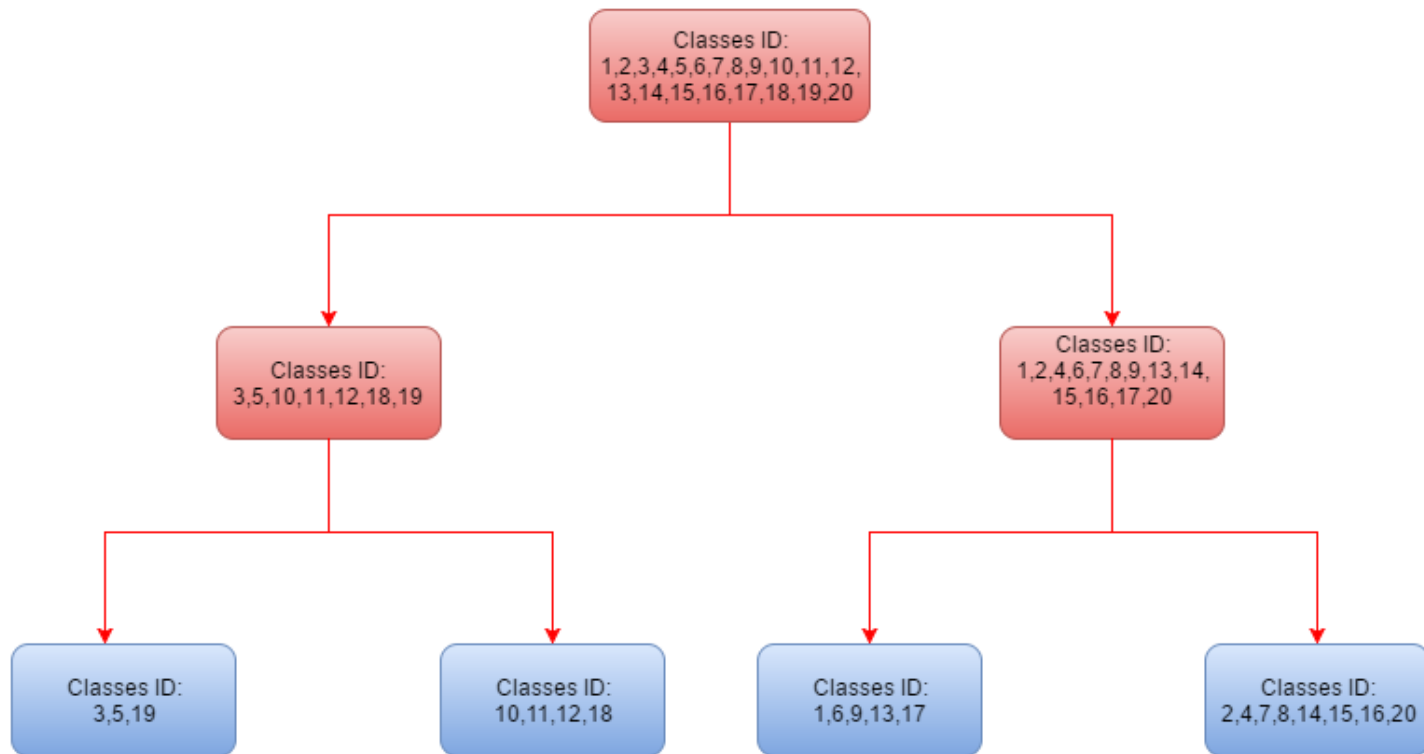 Classes ID:
1,2,3,4,5,6,7,8,9,10,11,12,
13,14,15,16,17,18,19,20
Classes ID:
3,5,10,11,12,18,19
Classes ID:
1,2,4,6,7,8,9,13,14,
15,16,17,20
Classes ID:
3,5,19
Classes ID:
10,11,12,18
Classes ID:
1,6,9,13,17
Classes ID:
2,4,7,8,14,15,16,20